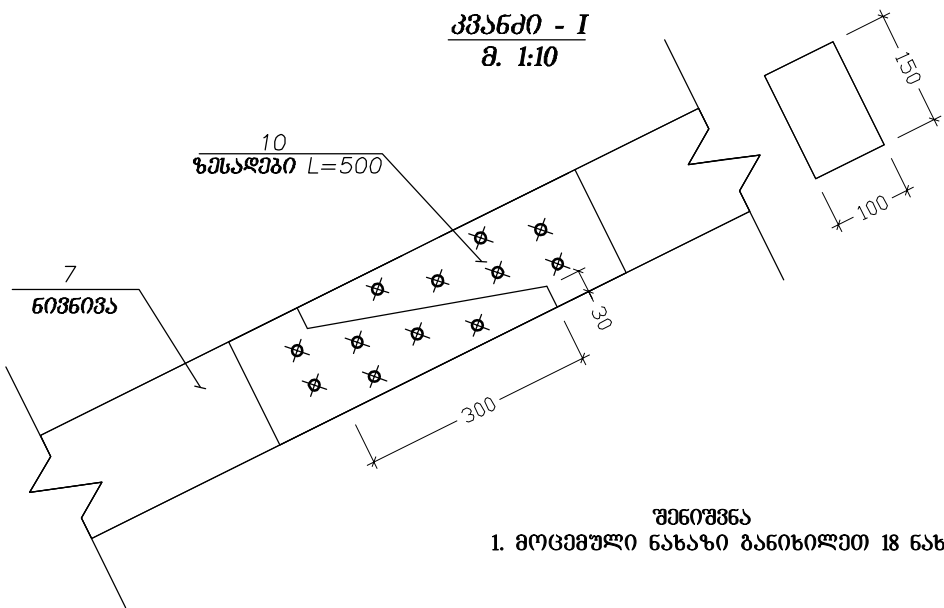 კვანძი - I
მ. 1:10
150
100
10
ზესადები L=500
7
ნივნივა
30
300
შენიშვნა
1. მოცემული ნახაზი განიხილეთ 18 ნახ